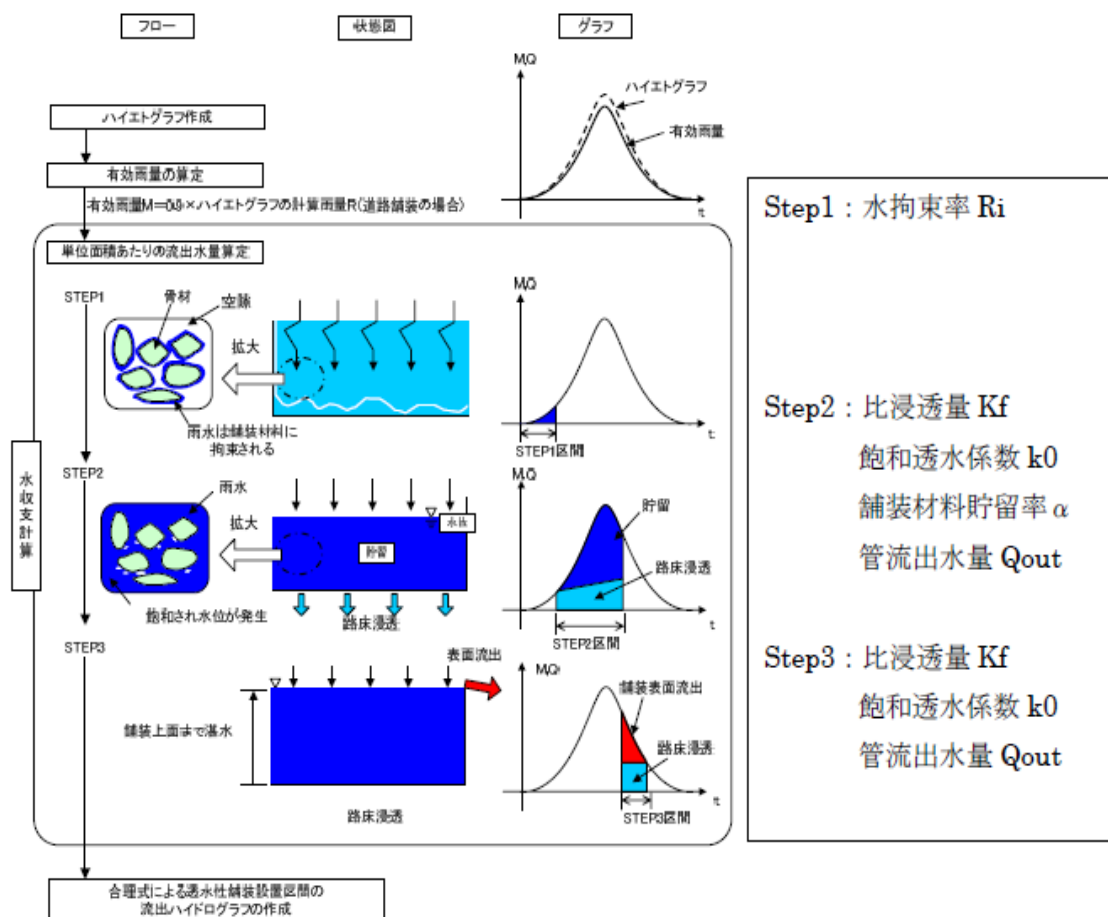 フロー
状態図
グラフ
M,Q
ハイエトグラフ
有効雨量
t
ハイエトグラフ作成
有効雨量の算定
有効雨量M=0.9×ハイエトグラフの計算雨量R(道路舗装の場合)
単位面積あたりの流出水量算定
水収支計算
STEP1
骨材
空隙
拡大
雨水は舗装材料に
拘束される
M,Q
t
STEP1区間
STEP2
雨水
拡大
貯留
飽和され水位が発生
路床浸透
M,Q
貯留
路床浸透
t
STEP2区間
STEP3
表面流出
舗装上面まで湛水
路床浸透
M,Q
舗装表面流出
路床浸透
t
STEP3区間
合理式による透水性舗装設置区間の
流出ハイドログラフの作成
Step1：水拘束率 Ri
Step2：比浸透量 Kf
飽和透水係数 k0
舗装材料貯留率 α
管流出水量 Qout
Step3：比浸透量 Kf
飽和透水係数 k0
管流出水量 Qout